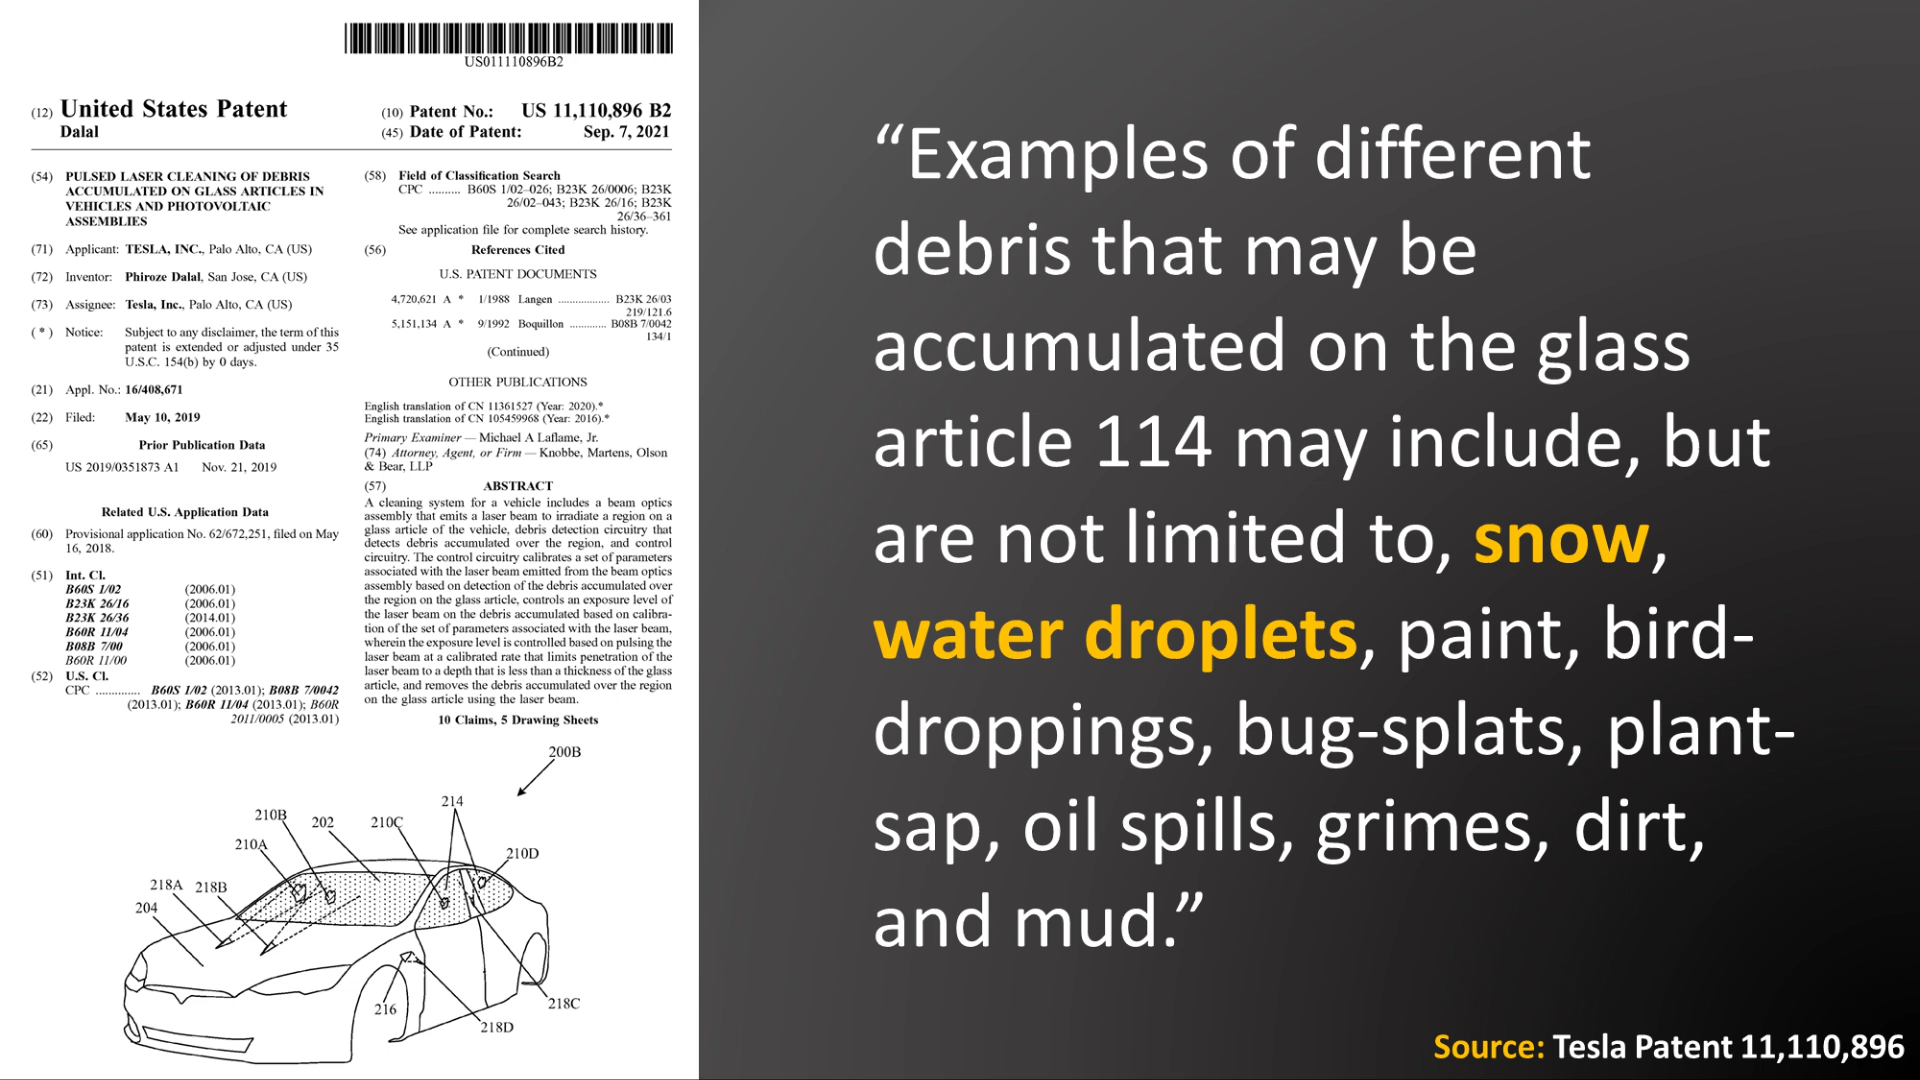 US011110896B2
(12) United States Patent
Dalal
(10) Patent No.: US 11,110,896 B2
(45) Date of Patent: Sep. 7, 2021
(54) PULSED LASER CLEANING OF DEBRIS
ACCUMULATED ON GLASS ARTICLES IN
VEHICLES AND PHOTOVOLTAIC
ASSEMBLIES
(71) Applicant: TESLA, INC., Palo Alto, CA (US)
(72) Inventor: Phiroze Dalal, San Jose, CA (US)
(73) Assignee: Tesla, Inc., Palo Alto, CA (US)
( * ) Notice: Subject to any disclaimer, the term of this
patent is extended or adjusted under 35
U.S.C. 154(b) by 0 days.
(21) Appl. No.: 16/408,671
(22) Filed: May 10, 2019
(65) Prior Publication Data
US 2019/0351873 A1 Nov. 21, 2019
Related U.S. Application Data
(60) Provisional application No. 62/672,251, filed on May
16, 2018.
(51) Int. Cl.
B60S 1/02 (2006.01)
B23K 26/16 (2006.01)
B23K 26/36 (2014.01)
B60R 11/04 (2006.01)
B08B 7/00 (2006.01)
B60R 11/00 (2006.01)
(52) U.S. Cl.
CPC ............. B60S 1/02 (2013.01); B08B 7/0042
(2013.01); B60R 11/04 (2013.01); B60R
2011/0005 (2013.01)
(58) Field of Classification Search
CPC .......... B60S 1/02–026; B23K 26/0006; B23K
26/02–043; B23K 26/16; B23K
26/36–361
See application file for complete search history.
(56) References Cited
U.S. PATENT DOCUMENTS
4,720,621 A * 1/1988 Langen .................. B23K 26/03
219/121.6
5,151,134 A * 9/1992 Boquillon ............. B08B 7/0042
134/1
(Continued)
OTHER PUBLICATIONS
English translation of CN 11361527 (Year: 2020).*
English translation of CN 105459968 (Year: 2016).*
Primary Examiner — Michael A Laflame, Jr.
(74) Attorney, Agent, or Firm — Knobbe, Martens, Olson
& Bear, LLP
(57) ABSTRACT
A cleaning system for a vehicle includes a beam optics
assembly that emits a laser beam to irradiate a region on a
glass article of the vehicle, debris detection circuitry that
detects debris accumulated over the region, and control
circuitry. The control circuitry calibrates a set of parameters
associated with the laser beam emitted from the beam optics
assembly based on detection of the debris accumulated over
the region on the glass article, controls an exposure level of
the laser beam on the debris accumulated based on calibra-
tion of the set of parameters associated with the laser beam,
wherein the exposure level is controlled based on pulsing the
laser beam at a calibrated rate that limits penetration of the
laser beam to a depth that is less than a thickness of the glass
article, and removes the debris accumulated over the region
on the glass article using the laser beam.
10 Claims, 5 Drawing Sheets
200B
214
210B 202 210C
210A 210D
218A 218B
204
216
218C
218D
“Examples of different
debris that may be
accumulated on the glass
article 114 may include, but
are not limited to, snow,
water droplets, paint, bird-
droppings, bug-splats, plant-
sap, oil spills, grimes, dirt,
and mud.”
Source: Tesla Patent 11,110,896